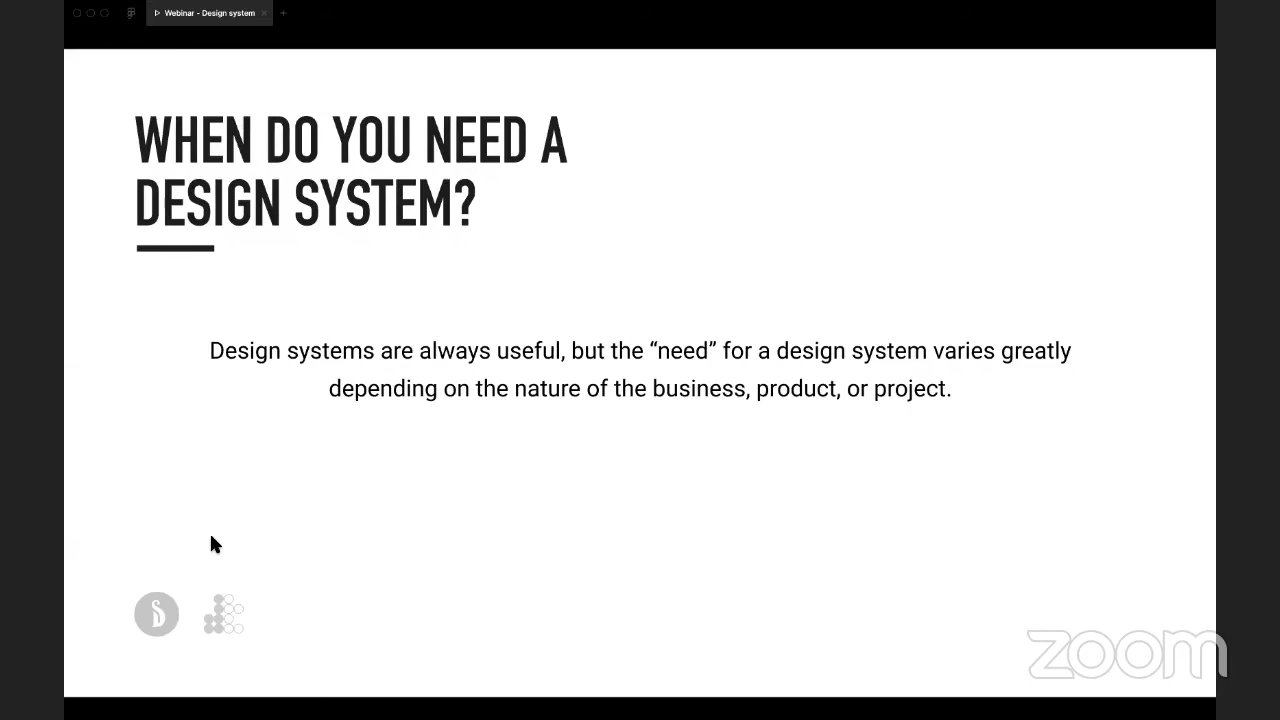 Webinar - Design system
WHEN DO YOU NEED A
DESIGN SYSTEM?
Design systems are always useful, but the “need” for a design system varies greatly
depending on the nature of the business, product, or project.
zoom